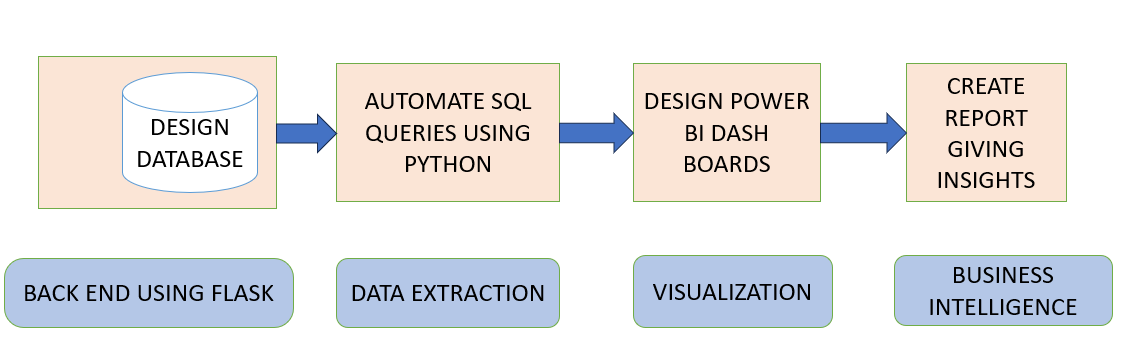 DESIGN
DATABASE
AUTOMATE SQL
QUERIES USING
PYTHON
DESIGN POWER
BI DASH
BOARDS
CREATE
REPORT
GIVING
INSIGHTS
BACK END USING FLASK
DATA EXTRACTION
VISUALIZATION
BUSINESS
INTELLIGENCE